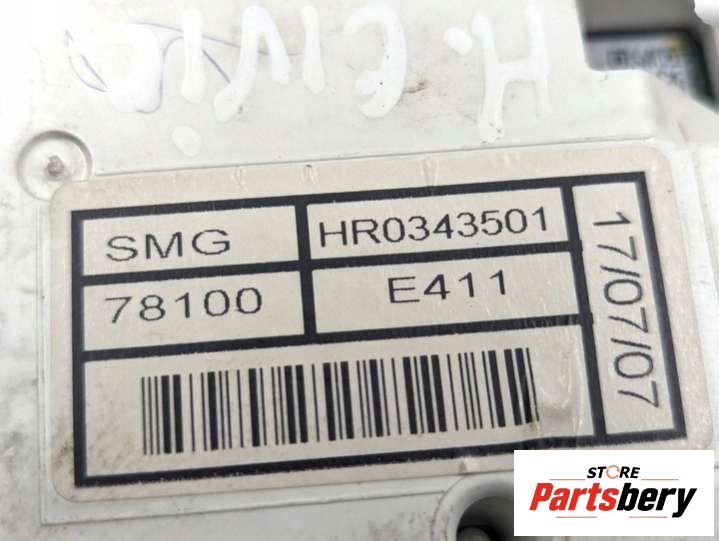 H. CIVIC
SMG HR0343501
78100 E411
17/07/07
STORE
Partsbery